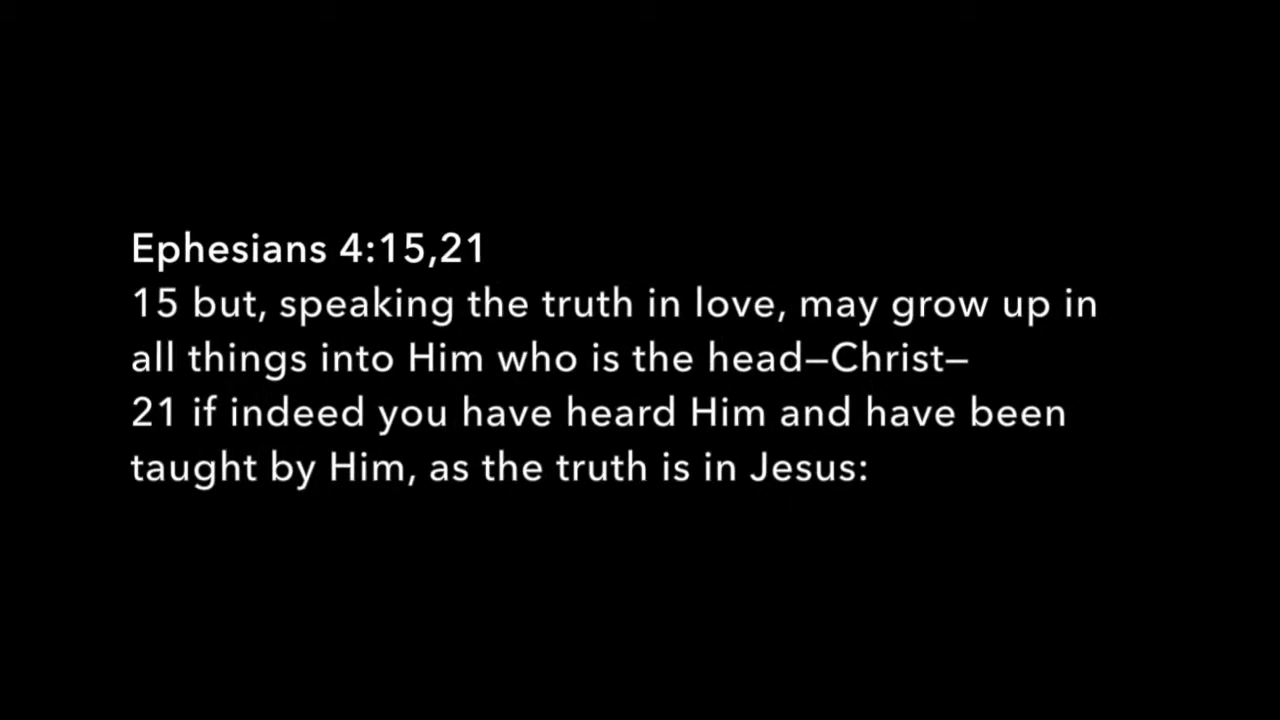 Ephesians 4:15,21
15 but, speaking the truth in love, may grow up in
all things into Him who is the head—Christ—
21 if indeed you have heard Him and have been
taught by Him, as the truth is in Jesus: